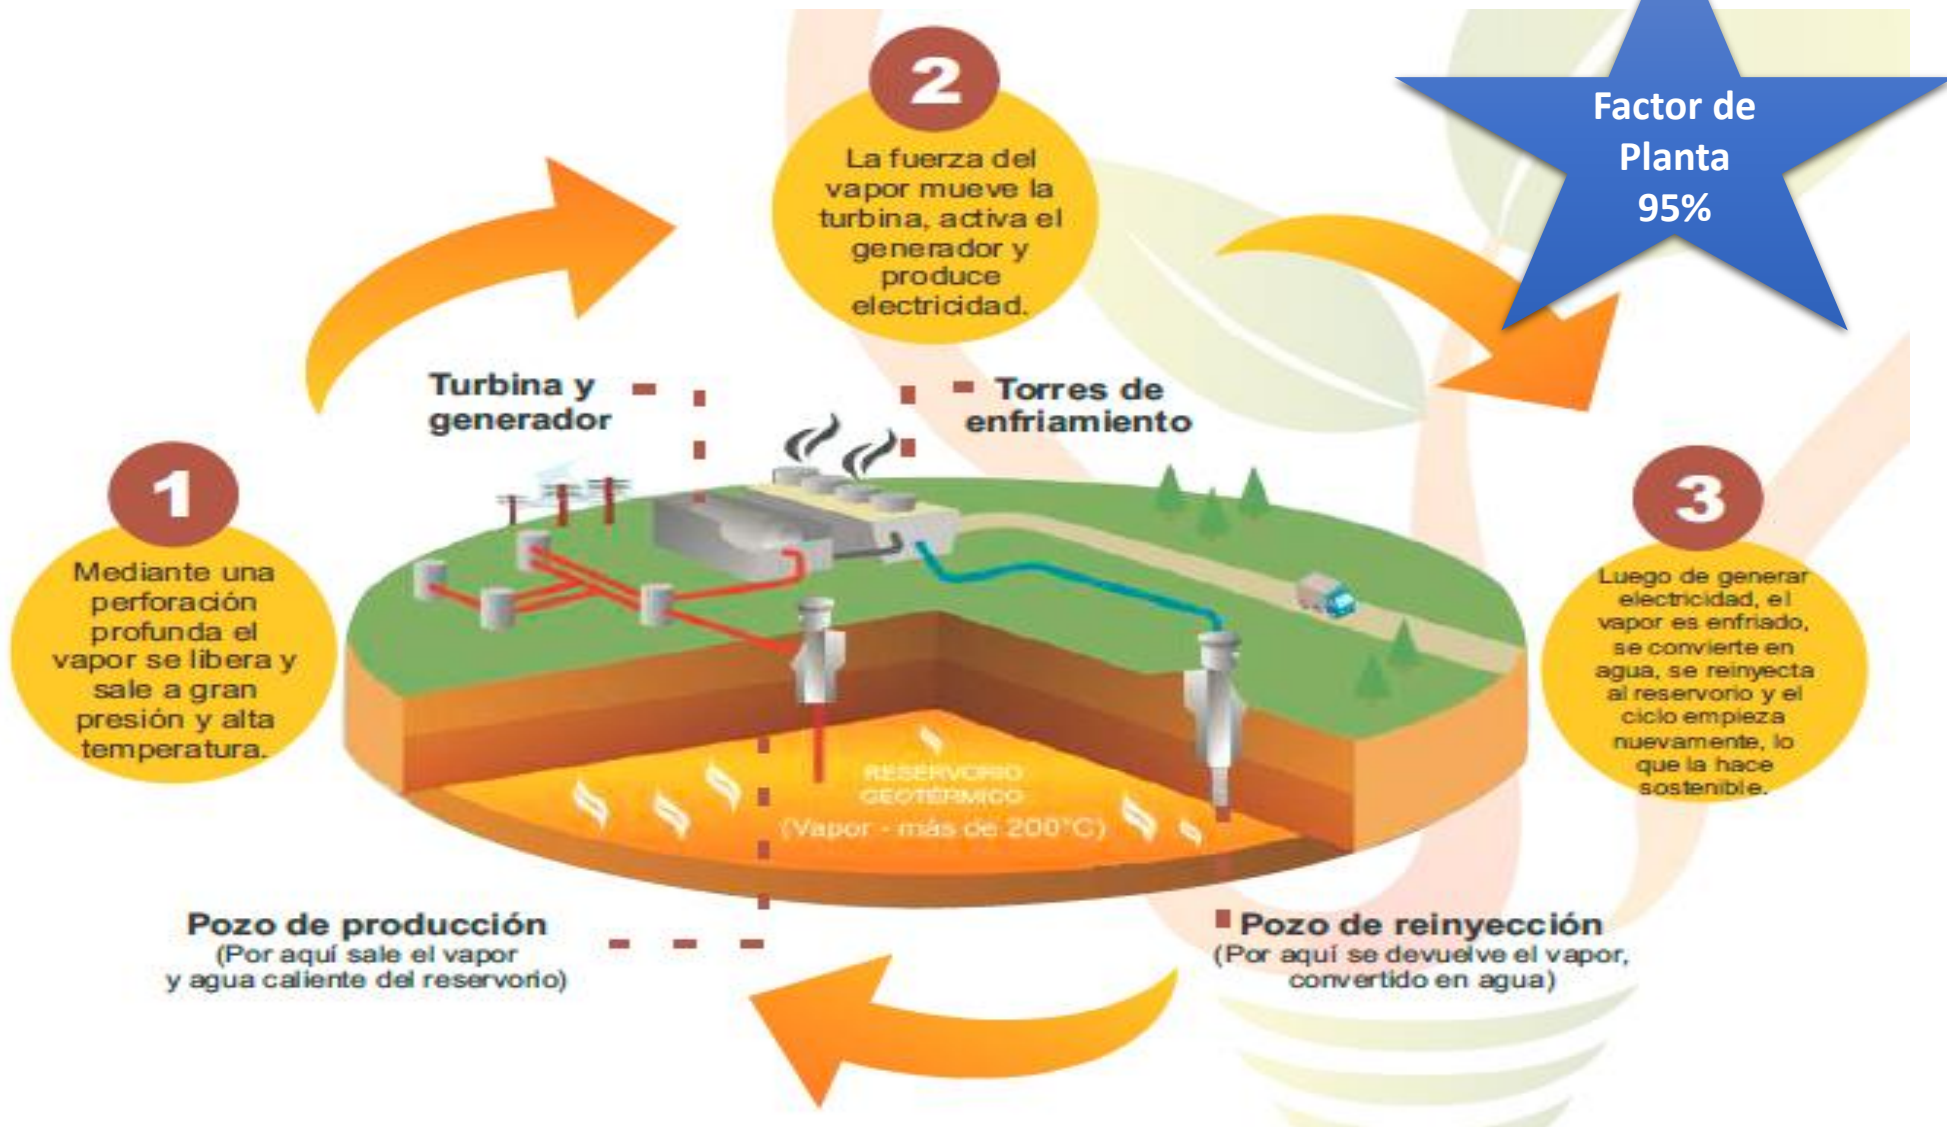 Factor de
Planta
95%
2
La fuerza del
vapor mueve la
turbina, activa el
generador y
produce
electricidad.
Turbina y
generador
Torres de
enfriamiento
1
Mediante una
perforación
profunda el
vapor se libera y
sale a gran
presión y alta
temperatura.
3
Luego de generar
electricidad, el
vapor es enfriado,
se convierte en
agua, se reinyecta
al reservorio y el
ciclo empieza
nuevamente, lo
que la hace
sostenible.
RESERVORIO
GEOTÉRMICO
(Vapor - más de 200°C)
Pozo de producción
(Por aquí sale el vapor
y agua caliente del reservorio)
Pozo de reinyección
(Por aquí se devuelve el vapor,
convertido en agua)